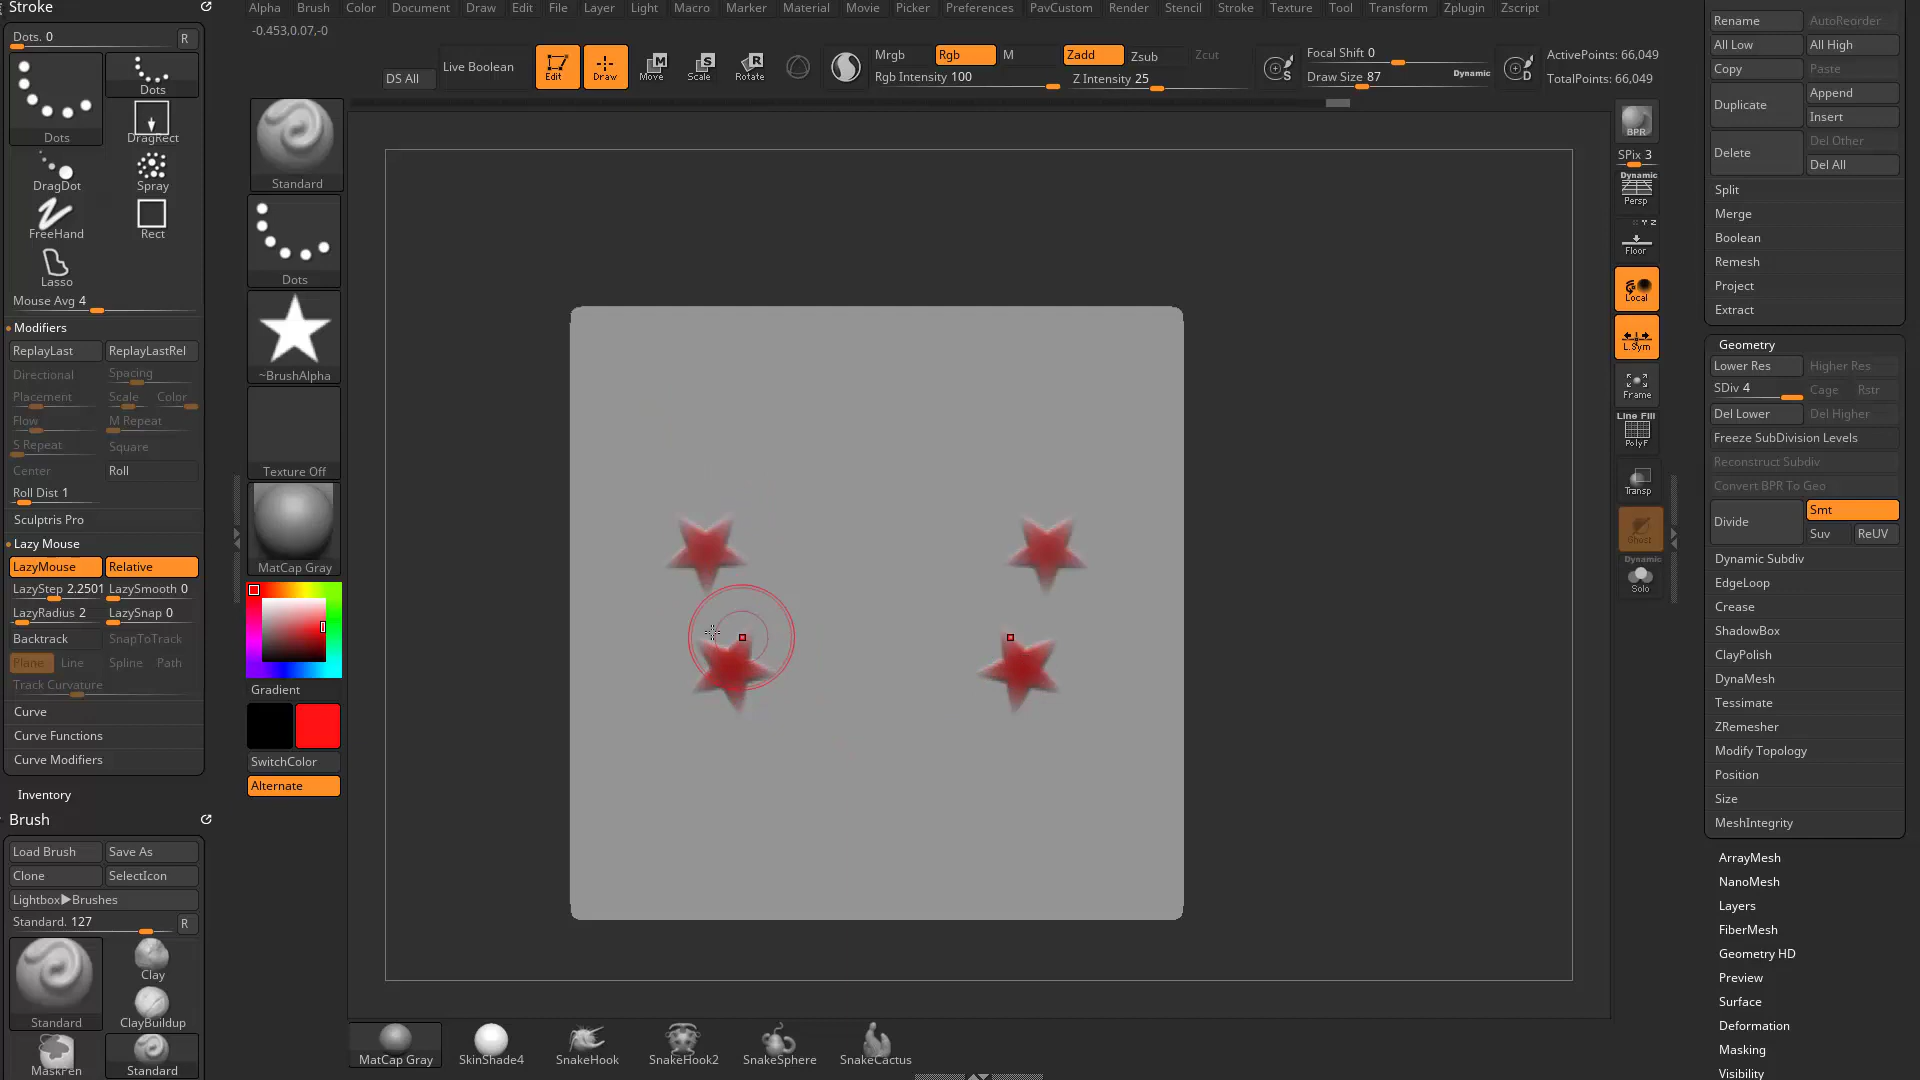 Stroke
Dots. 0
R
Dots
Dots
DragRect
DragDot
Spray
FreeHand
Rect
Lasso
Mouse Avg 4
Modifiers
ReplayLast
ReplayLastRel
Directional
Spacing
Placement
Scale
Color
Flow
M Repeat
S Repeat
Square
Center
Roll
Roll Dist 1
Sculptris Pro
Lazy Mouse
LazyMouse
Relative
LazyStep 2.2501
LazySmooth 0
LazyRadius 2
LazySnap 0
Backtrack
SnapToTrack
Plane
Line
Spline
Path
Track Curvature
Curve
Curve Functions
Curve Modifiers
Inventory
Brush
Load Brush
Save As
Clone
SelectIcon
Lightbox▶Brushes
Standard. 127
R
Standard
Clay
ClayBuildup
MaskPen
Standard
Alpha
Brush
Color
Document
Draw
Edit
File
Layer
Light
Macro
Marker
Material
Movie
Picker
Preferences
PavCustom
Render
Stencil
Stroke
Texture
Tool
Transform
Zplugin
Zscript
-0.453,0.07,-0
DS All
Live Boolean
Edit
Draw
Move
Scale
Rotate
Mrgb
Rgb
M
Rgb Intensity 100
Zadd
Zsub
Zcut
Z Intensity 25
Focal Shift 0
Draw Size 87
Dynamic
ActivePoints: 66,049
TotalPoints: 66,049
Standard
Dots
~BrushAlpha
Texture Off
MatCap Gray
Gradient
SwitchColor
Alternate
BPR
SPix 3
Dynamic
Persp
Floor
Local
L.Sym
Frame
Line Fill
PolyF
Transp
Ghost
Dynamic
Solo
MatCap Gray
SkinShade4
SnakeHook
SnakeHook2
SnakeSphere
SnakeCactus
Rename
AutoReorder
All Low
All High
Copy
Paste
Duplicate
Append
Insert
Delete
Del Other
Del All
Split
Merge
Boolean
Remesh
Project
Extract
Geometry
Lower Res
Higher Res
SDiv 4
Cage
Rstr
Del Lower
Del Higher
Freeze SubDivision Levels
Reconstruct Subdiv
Convert BPR To Geo
Divide
Smt
Suv
ReUV
Dynamic Subdiv
EdgeLoop
Crease
ShadowBox
ClayPolish
DynaMesh
Tessimate
ZRemesher
Modify Topology
Position
Size
MeshIntegrity
ArrayMesh
NanoMesh
Layers
FiberMesh
Geometry HD
Preview
Surface
Deformation
Masking
Visibility